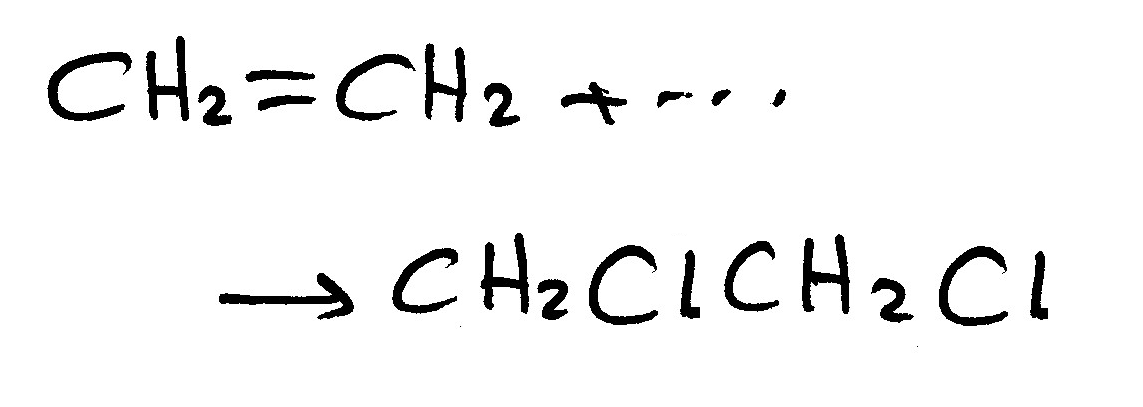 CH₂=CH₂ + ....
→ CH₂ClCH₂Cl